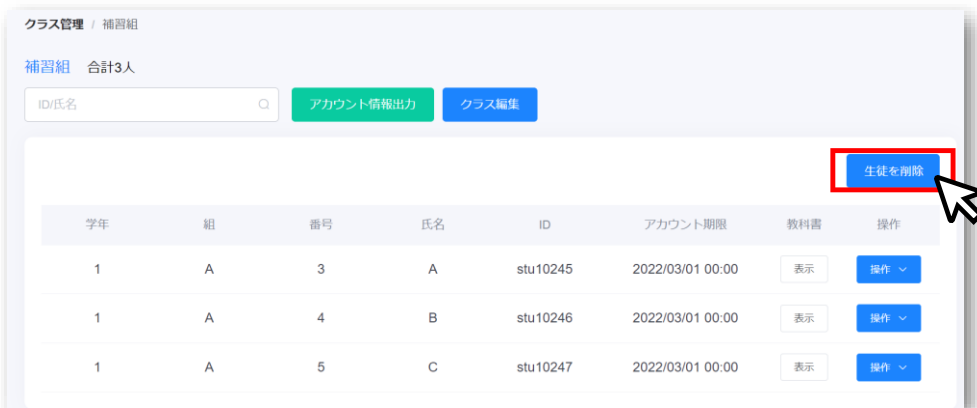 クラス管理 / 補習組
補習組 合計3人
ID/氏名 アカウント情報出力 クラス編集
生徒を削除
学年 組 番号 氏名 ID アカウント期限 教科書 操作
1 A 3 A stu10245 2022/03/01 00:00 表示 操作
1 A 4 B stu10246 2022/03/01 00:00 表示 操作
1 A 5 C stu10247 2022/03/01 00:00 表示 操作